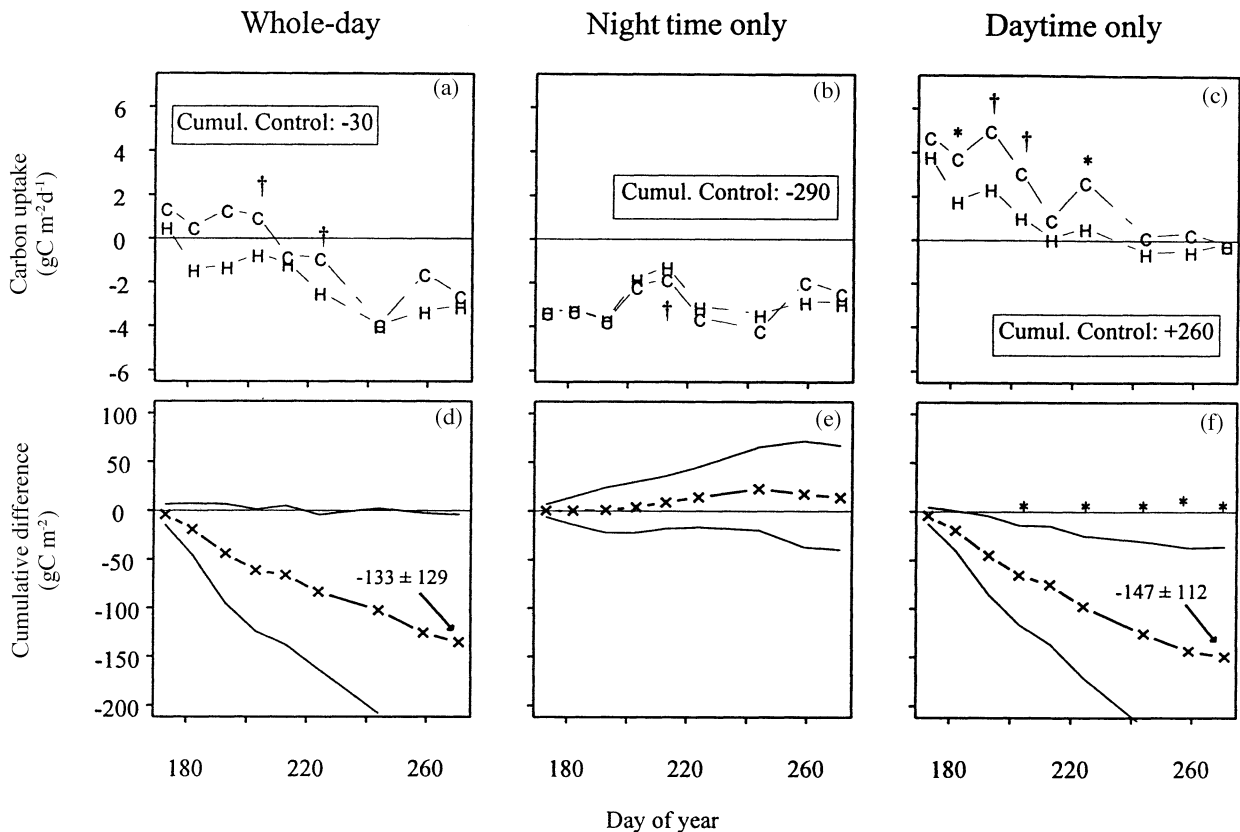 Whole-day
Night time only
Daytime only
(a)
(b)
(c)
Carbon uptake
(gC m⁻²d⁻¹)
6
4
2
0
-2
-4
-6
Cumul. Control: -30
Cumul. Control: -290
Cumul. Control: +260
†
†
†
*
†
†
*
C C C C C C C C C
H H H H H H H H H
C C C C C C C C C
H H H H H H H H H
C C C C C C C C C
H H H H H H H H H
(d)
(e)
(f)
Cumulative difference
(gC m⁻²)
100
50
0
-50
-100
-150
-200
-133 ± 129
* * * * *
-147 ± 112
180 220 260
180 220 260
180 220 260
Day of year